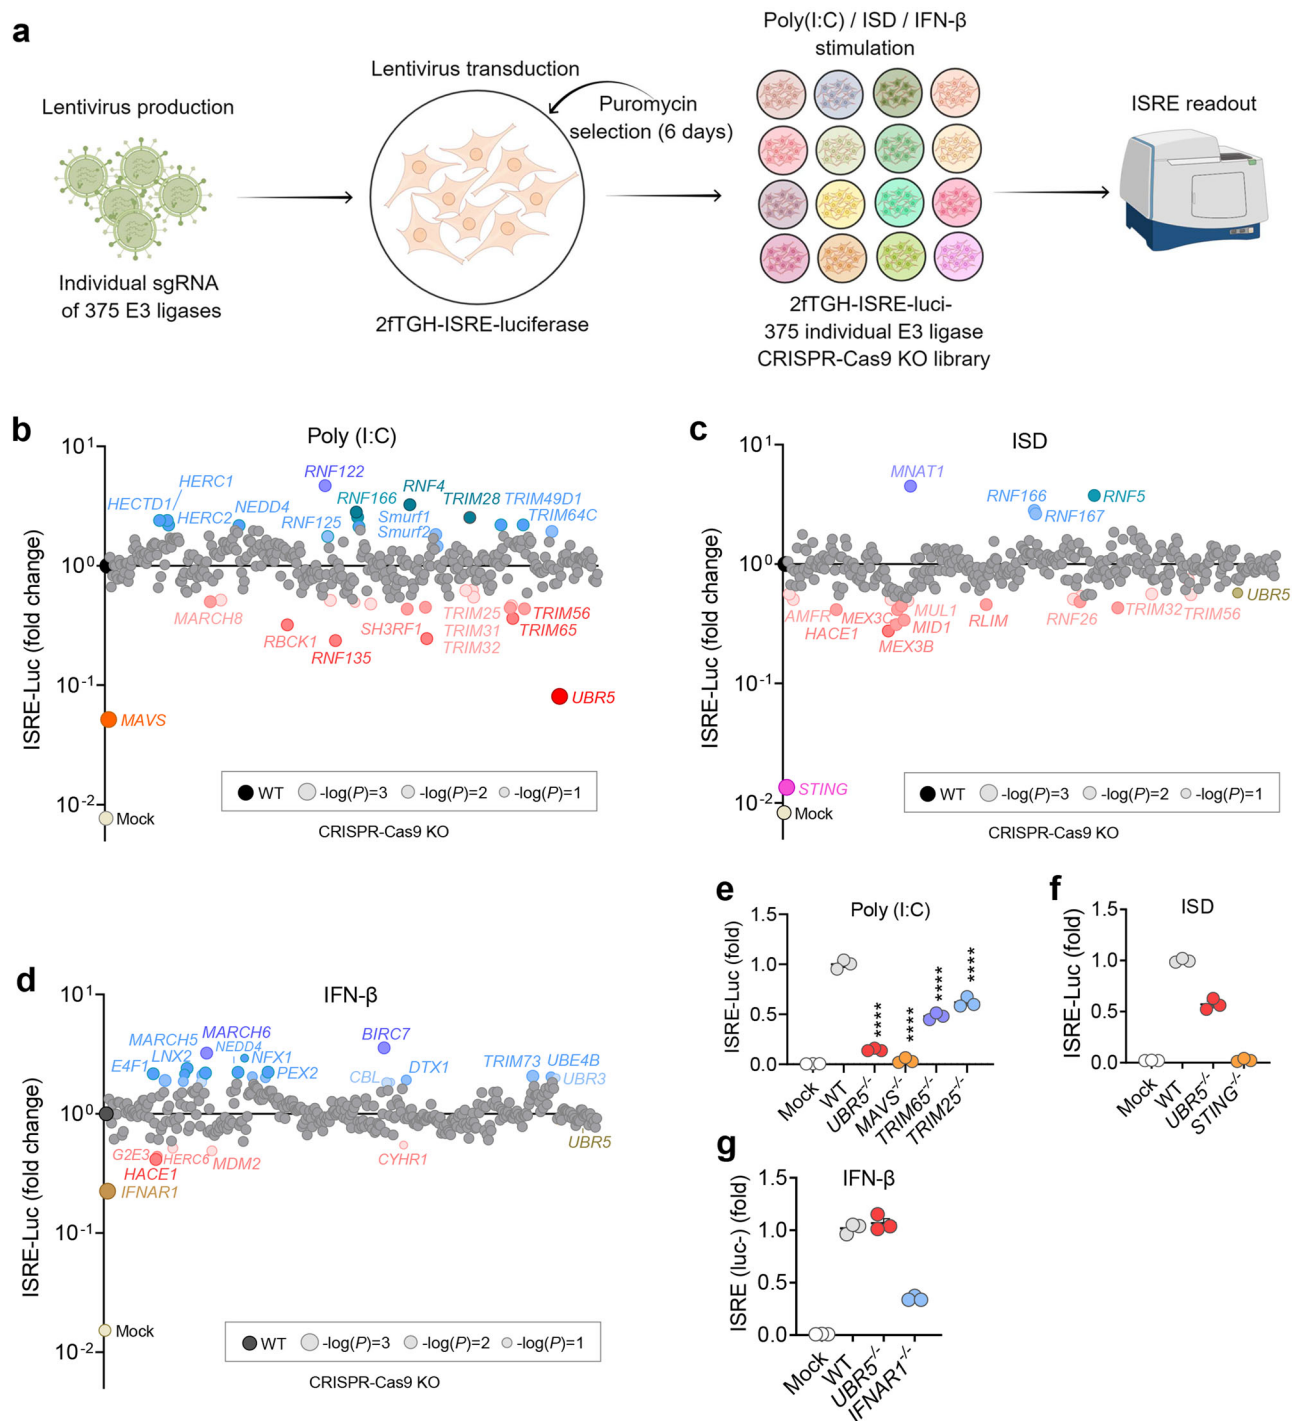 a
Lentivirus production
Individual sgRNA
of 375 E3 ligases
Lentivirus transduction
Puromycin
selection (6 days)
2fTGH-ISRE-luciferase
Poly(I:C) / ISD / IFN-β
stimulation
2fTGH-ISRE-luci-
375 individual E3 ligase
CRISPR-Cas9 KO library
ISRE readout
b
Poly (I:C)
ISRE-Luc (fold change)
10¹
10⁰
10⁻¹
10⁻²
HERC1
HECTD1
HERC2
NEDD4
RNF122
RNF125
RNF166
RNF4
Smurf1
Smurf2
TRIM28
TRIM49D1
TRIM64C
MARCH8
RBCK1
RNF135
SH3RF1
TRIM25
TRIM31
TRIM32
TRIM56
TRIM65
UBR5
MAVS
Mock
WT
-log(P)=3
-log(P)=2
-log(P)=1
CRISPR-Cas9 KO
c
ISD
ISRE-Luc (fold change)
10¹
10⁰
10⁻¹
10⁻²
MNAT1
RNF166
RNF167
RNF5
UBR5
AMFR
HACE1
MEX3C
MEX3B
MUL1
MID1
RLIM
RNF26
TRIM32
TRIM56
STING
Mock
WT
-log(P)=3
-log(P)=2
-log(P)=1
CRISPR-Cas9 KO
d
IFN-β
ISRE-Luc (fold change)
10¹
10⁰
10⁻¹
10⁻²
MARCH5
MARCH6
LNX2
E4F1
NEDD4
NFX1
PEX2
BIRC7
CBL
DTX1
TRIM73
UBE4B
UBR3
UBR5
G2E3
HERC6
MDM2
HACE1
CYHR1
IFNAR1
Mock
WT
-log(P)=3
-log(P)=2
-log(P)=1
CRISPR-Cas9 KO
e
Poly (I:C)
ISRE-Luc (fold)
1.5
1.0
0.5
0.0
****
****
****
****
Mock
WT
UBR5⁻/⁻
MAVS⁻/⁻
TRIM65⁻/⁻
TRIM25⁻/⁻
f
ISD
ISRE-Luc (fold)
1.5
1.0
0.5
0.0
Mock
WT
UBR5⁻/⁻
STING⁻/⁻
g
IFN-β
ISRE (luc-) (fold)
1.5
1.0
0.5
0.0
Mock
WT
UBR5⁻/⁻
IFNAR1⁻/⁻